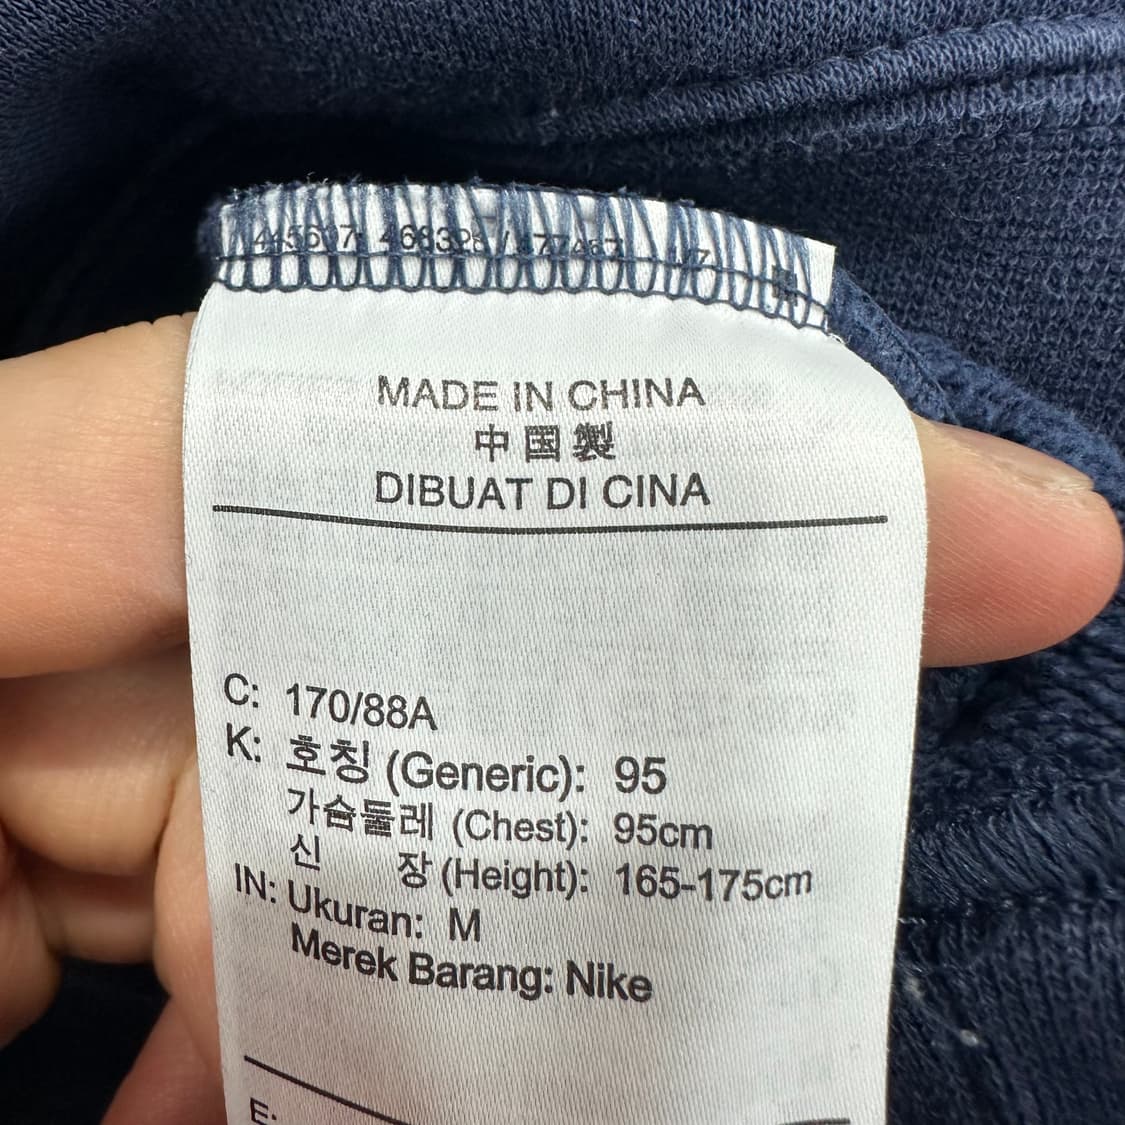 MADE IN CHINA
中国製
DIBUAT DI CINA
C: 170/88A
K: 호칭 (Generic): 95
가슴둘레 (Chest): 95cm
신 장 (Height): 165-175cm
IN: Ukuran: M
Merek Barang: Nike
E: